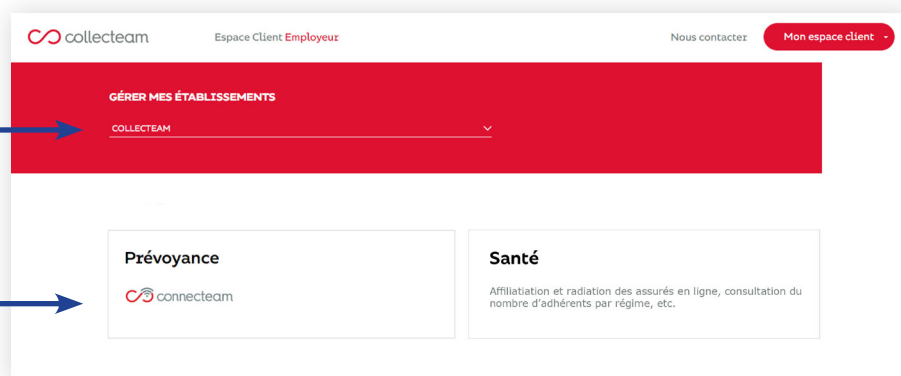 collecteam
Espace Client Employeur
Nous contacter
Mon espace client
GÉRER MES ÉTABLISSEMENTS
COLLECTEAM
Prévoyance
connecteam
Santé
Affiliatiation et radiation des assurés en ligne, consultation du
nombre d'adhérents par régime, etc.